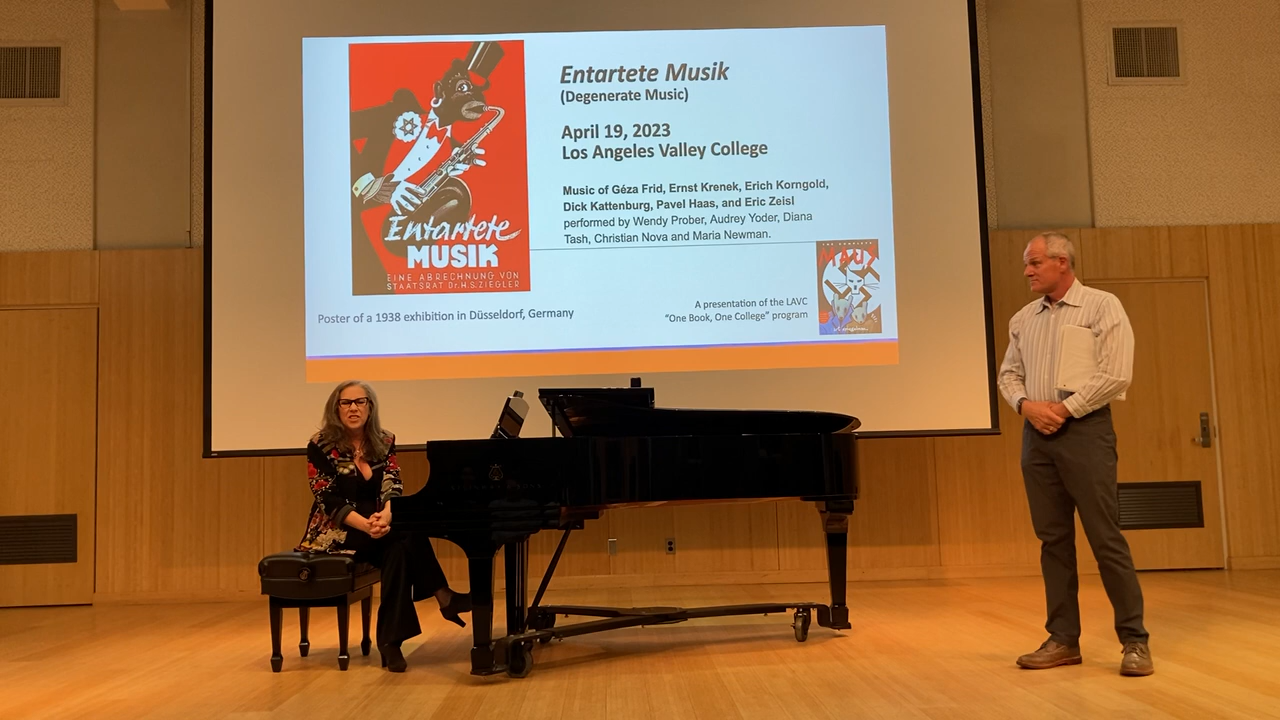 Entartete Musik
(Degenerate Music)
April 19, 2023
Los Angeles Valley College
Music of Géza Frid, Ernst Krenek, Erich Korngold,
Dick Kattenburg, Pavel Haas, and Eric Zeisl
performed by Wendy Prober, Audrey Yoder, Diana
Tash, Christian Nova and Maria Newman.
Entartete
MUSIK
EINE ABRECHNUNG VON
STAATSRAT Dr. H.S. ZIEGLER
Poster of a 1938 exhibition in Düsseldorf, Germany
THE COMPLETE
MAUS
A presentation of the LAVC
“One Book, One College” program